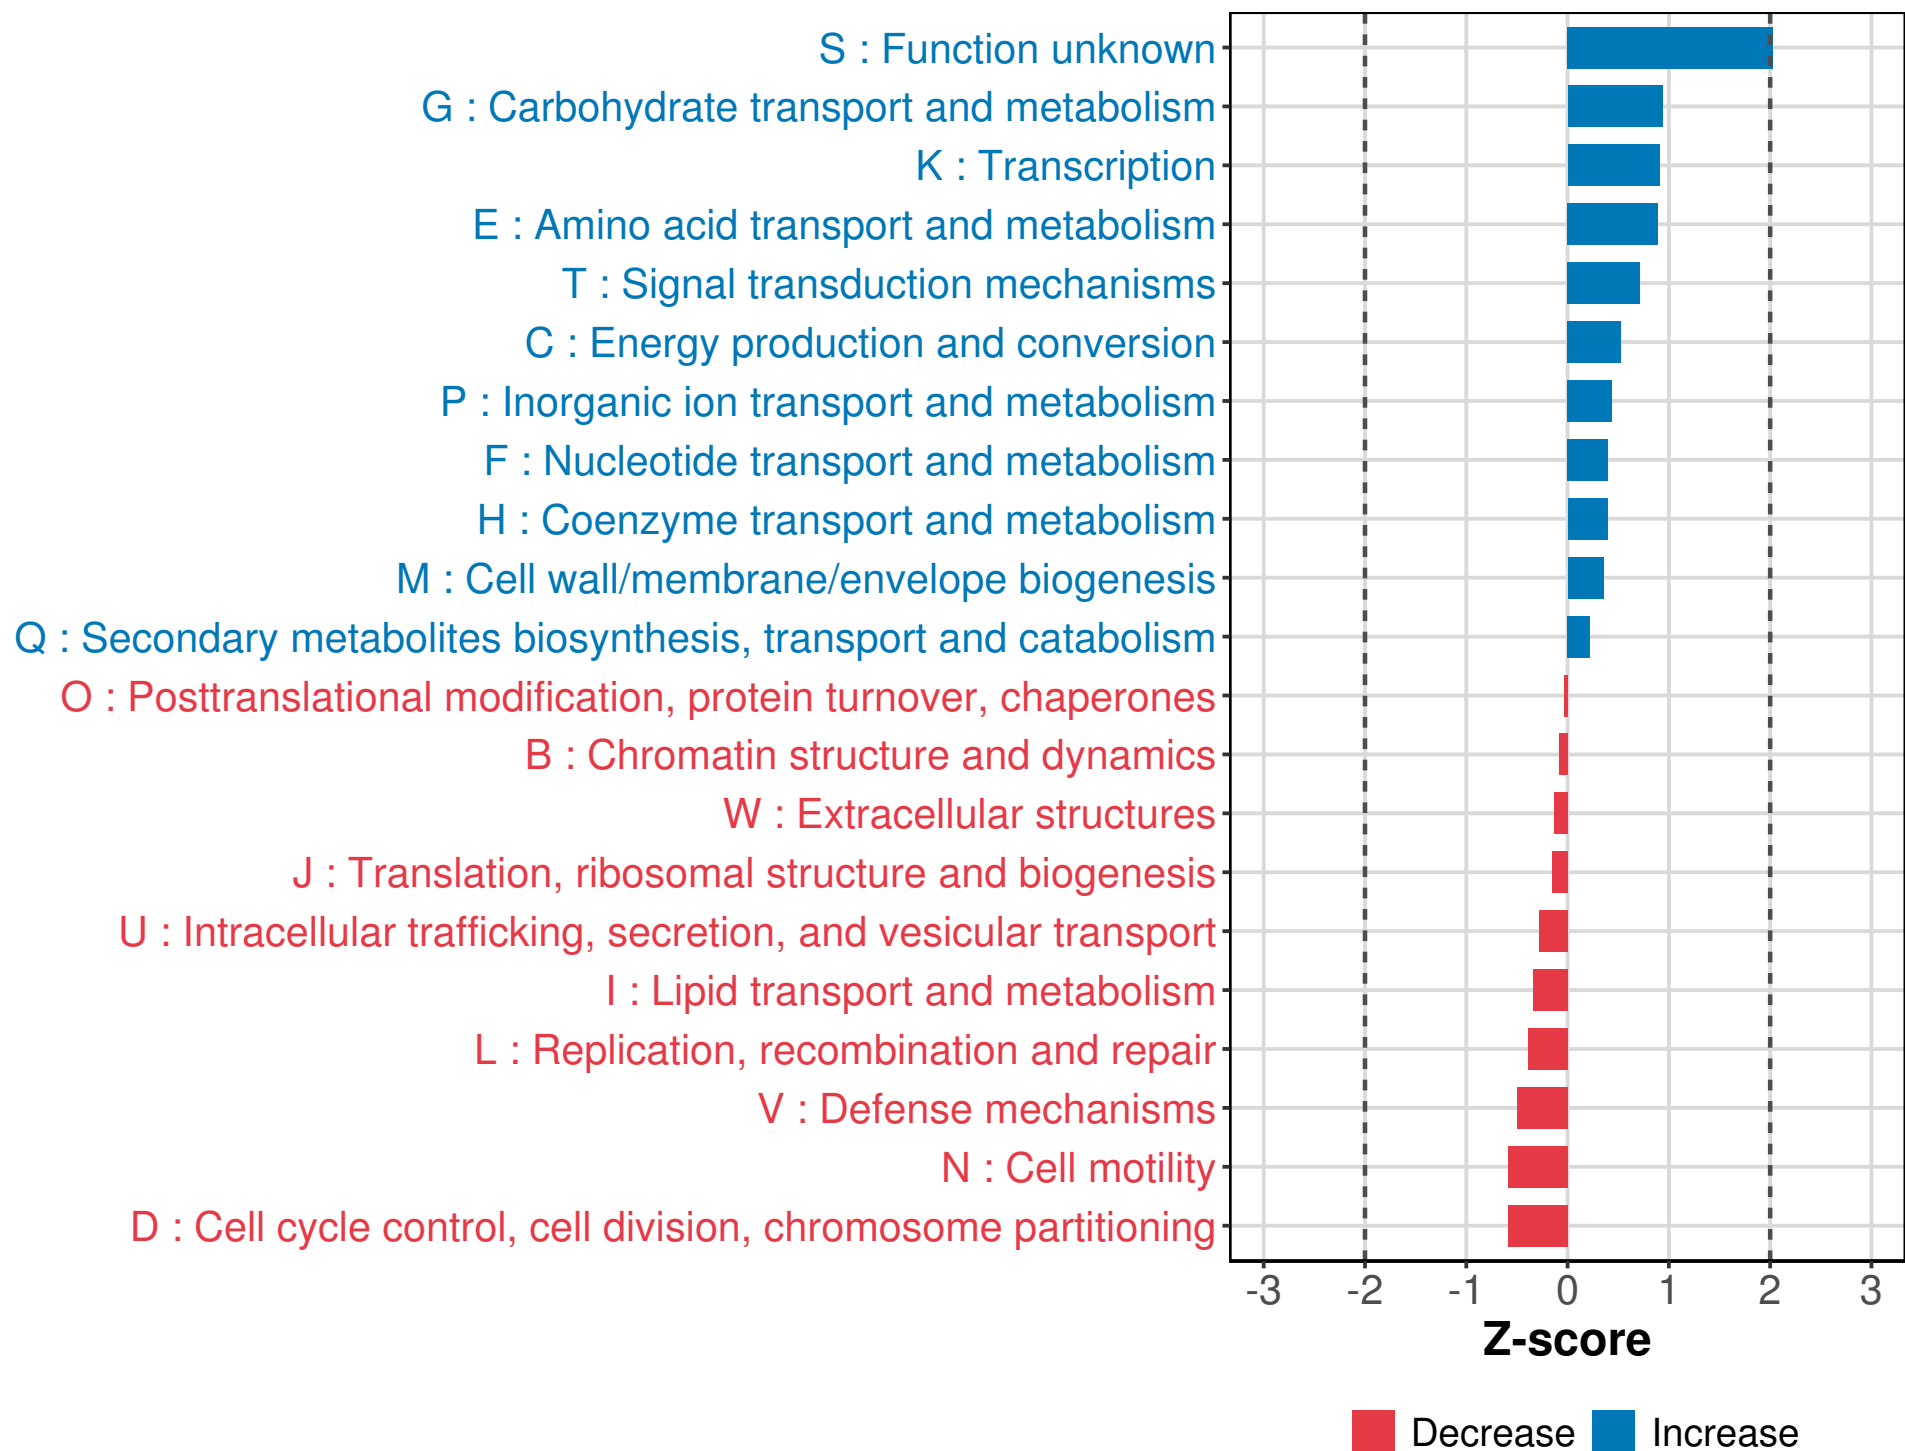 S : Function unknown
G : Carbohydrate transport and metabolism
K : Transcription
E : Amino acid transport and metabolism
T : Signal transduction mechanisms
C : Energy production and conversion
P : Inorganic ion transport and metabolism
F : Nucleotide transport and metabolism
H : Coenzyme transport and metabolism
M : Cell wall/membrane/envelope biogenesis
Q : Secondary metabolites biosynthesis, transport and catabolism
O : Posttranslational modification, protein turnover, chaperones
B : Chromatin structure and dynamics
W : Extracellular structures
J : Translation, ribosomal structure and biogenesis
U : Intracellular trafficking, secretion, and vesicular transport
I : Lipid transport and metabolism
L : Replication, recombination and repair
V : Defense mechanisms
N : Cell motility
D : Cell cycle control, cell division, chromosome partitioning
-3 -2 -1 0 1 2 3
Z-score
Decrease Increase